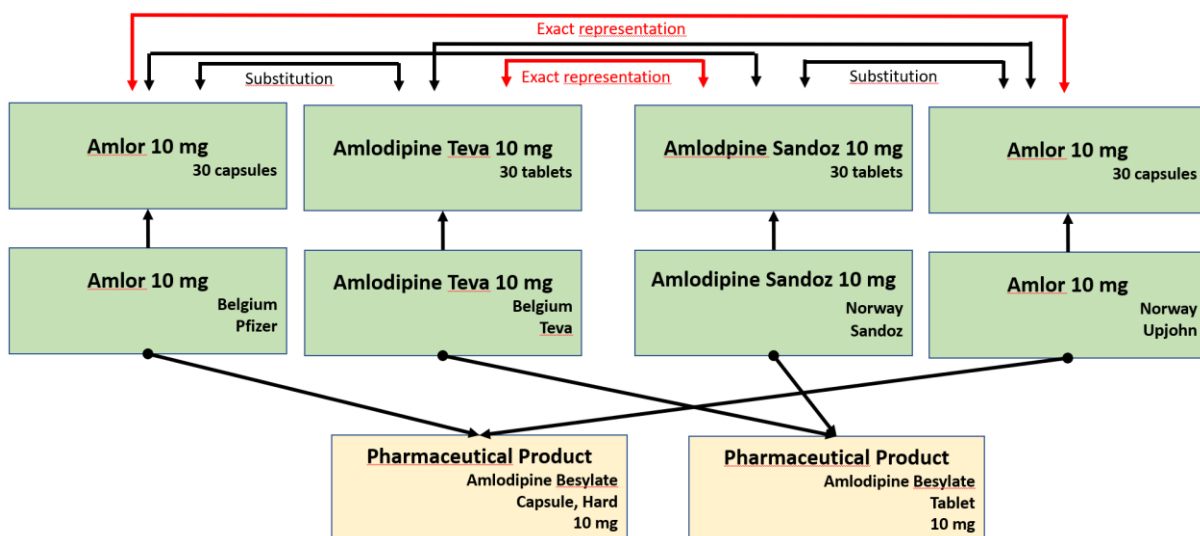 Exact representation
Substitution
Exact representation
Substitution
Amlor 10 mg
30 capsules
Amlodipine Teva 10 mg
30 tablets
Amlodpine Sandoz 10 mg
30 tablets
Amlor 10 mg
30 capsules
Amlor 10 mg
Belgium
Pfizer
Amlodipine Teva 10 mg
Belgium
Teva
Amlodipine Sandoz 10 mg
Norway
Sandoz
Amlor 10 mg
Norway
Upjohn
Pharmaceutical Product
Amlodipine Besylate
Capsule, Hard
10 mg
Pharmaceutical Product
Amlodipine Besylate
Tablet
10 mg